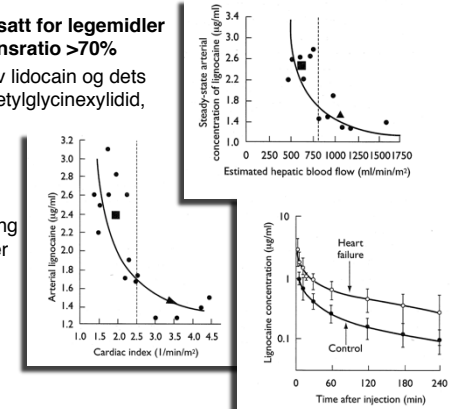 satt for legemidler
nsratio >70%
v lidocain og dets
etylglycinexylidid,
ng
er
Steady-state arterial
concentration of lignocaine (µg/ml)
3.4
3.0
2.6
2.2
1.8
1.4
1.0
0 250 500 750 1000 1250 15001750
Estimated hepatic blood flow (ml/min/m²)
Arterial lignocaine (µg/ml)
3.2
3.0
2.8
2.6
2.4
2.2
2.0
1.8
1.6
1.4
1.2
1.0 1.5 2.0 2.5 3.0 3.5 4.0 4.5
Cardiac index (l/min/m²)
Lignocaine concentration (µg/ml)
10
1
0.1
Heart
failure
Control
0 60 120 180 240
Time after injection (min)